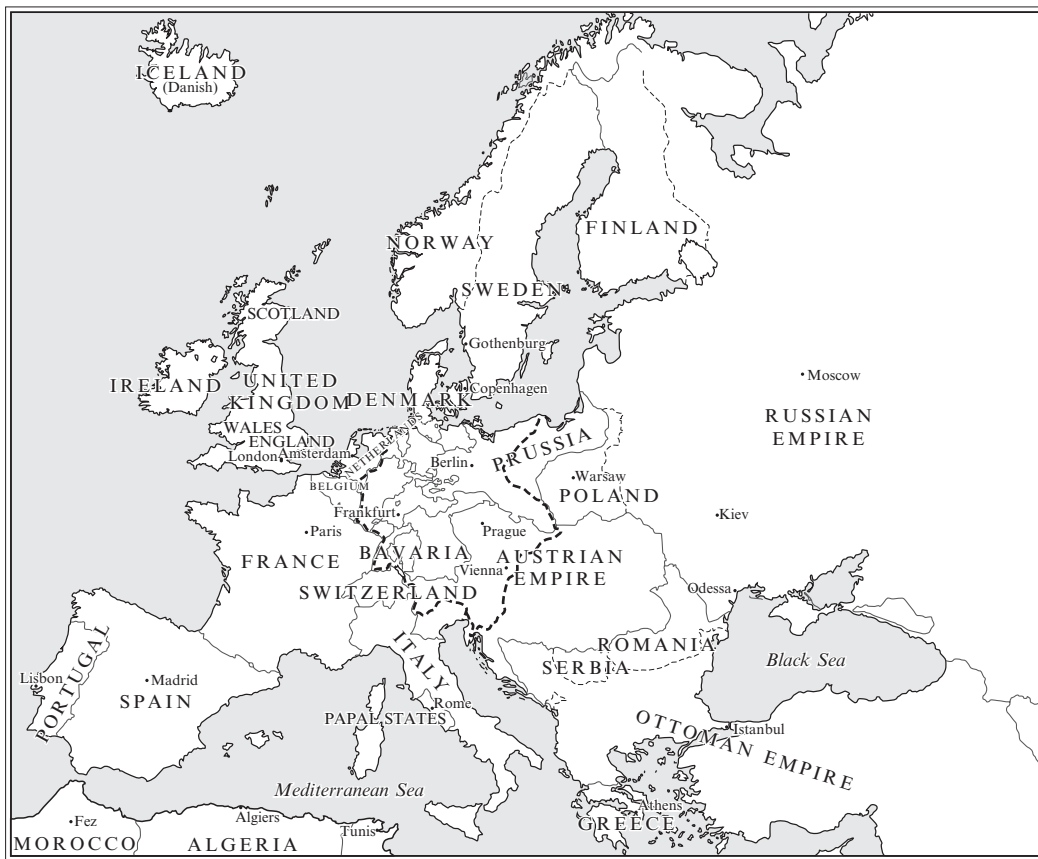 ICELAND
(Danish)
NORWAY
FINLAND
SWEDEN
SCOTLAND
Gothenburg
IRELAND
UNITED
KINGDOM
DENMARK
Copenhagen
Moscow
RUSSIAN
EMPIRE
WALES
ENGLAND
London
Amsterdam
NETHERLANDS
Berlin
PRUSSIA
BELGIUM
Warsaw
POLAND
Frankfurt
Kiev
Paris
Prague
FRANCE
BAVARIA
AUSTRIAN
EMPIRE
Vienna
SWITZERLAND
Odessa
PORTUGAL
ITALY
ROMANIA
SERBIA
Black Sea
Lisbon
Madrid
SPAIN
Rome
PAPAL STATES
OTTOMAN EMPIRE
Istanbul
Mediterranean Sea
Athens
GREECE
Fez
MOROCCO
Algiers
ALGERIA
Tunis